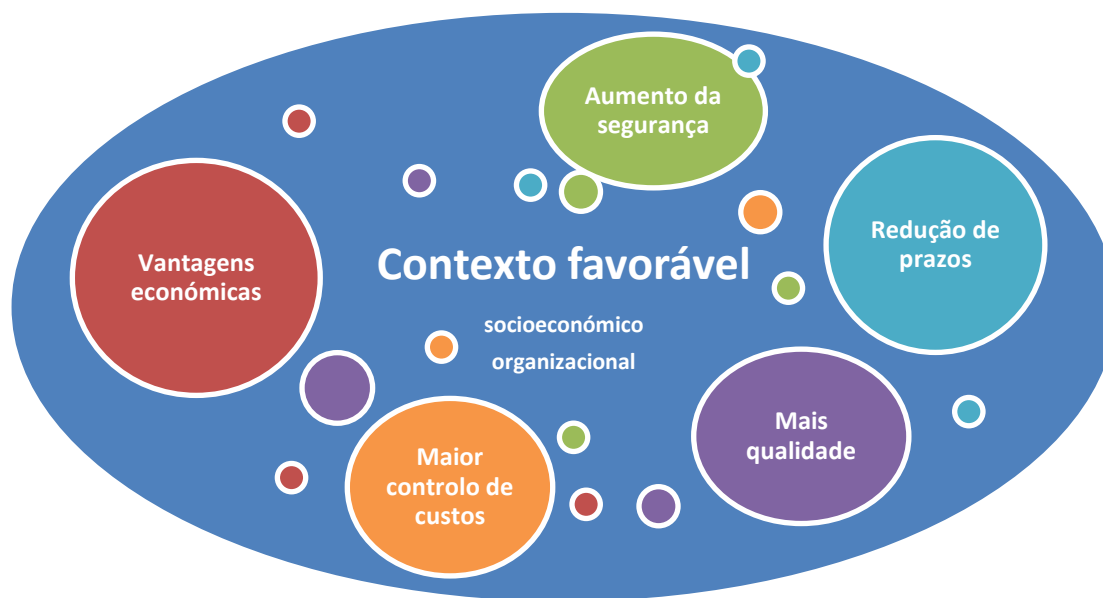 Aumento da
segurança
Redução de
prazos
Vantagens
económicas
Contexto favorável
socioeconómico
organizacional
Mais
qualidade
Maior
controlo de
custos